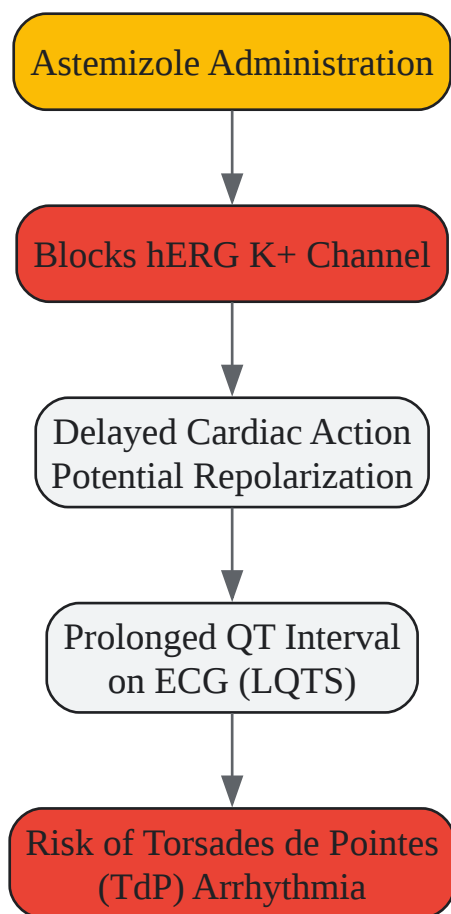 Astemizole Administration
Blocks hERG K+ Channel
Delayed Cardiac Action
Potential Repolarization
Prolonged QT Interval
on ECG (LQTS)
Risk of Torsades de Pointes
(TdP) Arrhythmia